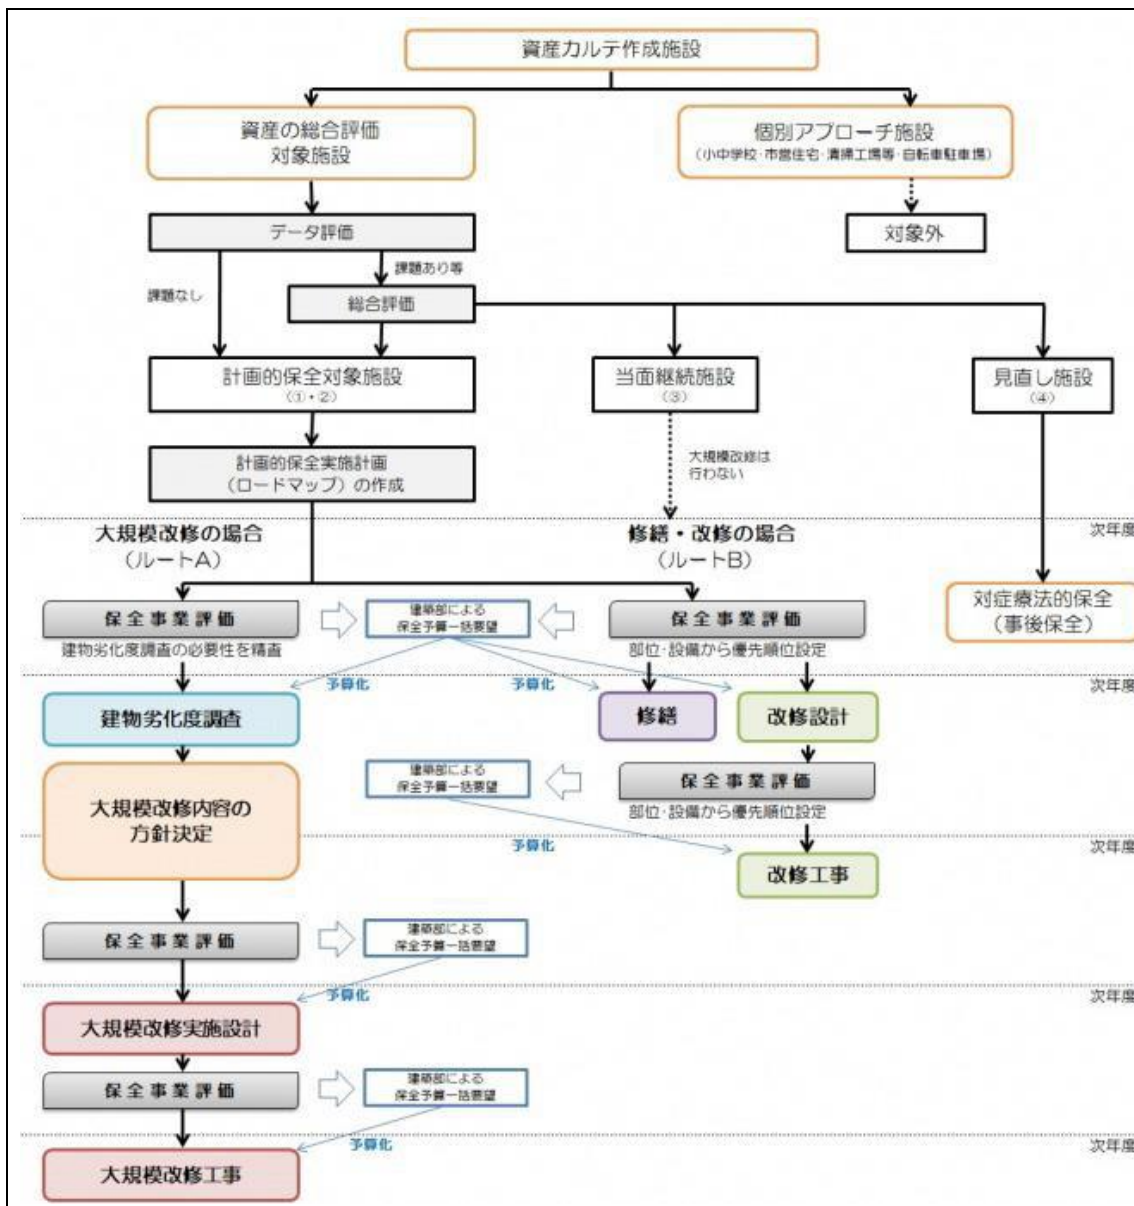 資産カルテ作成施設
資産の総合評価
対象施設
個別アプローチ施設
（小中学校・市営住宅・清掃工場等・自転車駐車場）
データ評価
対象外
課題なし
課題あり等
総合評価
計画的保全対象施設
（①・②）
当面継続施設
（③）
見直し施設
（④）
計画的保全実施計画
（ロードマップ）の作成
大規模改修は
行わない
次年度
大規模改修の場合
（ルートA）
修繕・改修の場合
（ルートB）
対症療法的保全
（事後保全）
保全事業評価
建物劣化度調査の必要性を精査
建築部による
保全予算一括要望
保全事業評価
部位・設備から優先順位設定
予算化
予算化
次年度
建物劣化度調査
修繕
改修設計
建築部による
保全予算一括要望
保全事業評価
部位・設備から優先順位設定
大規模改修内容の
方針決定
予算化
次年度
改修工事
保全事業評価
建築部による
保全予算一括要望
予算化
次年度
大規模改修実施設計
保全事業評価
建築部による
保全予算一括要望
予算化
次年度
大規模改修工事